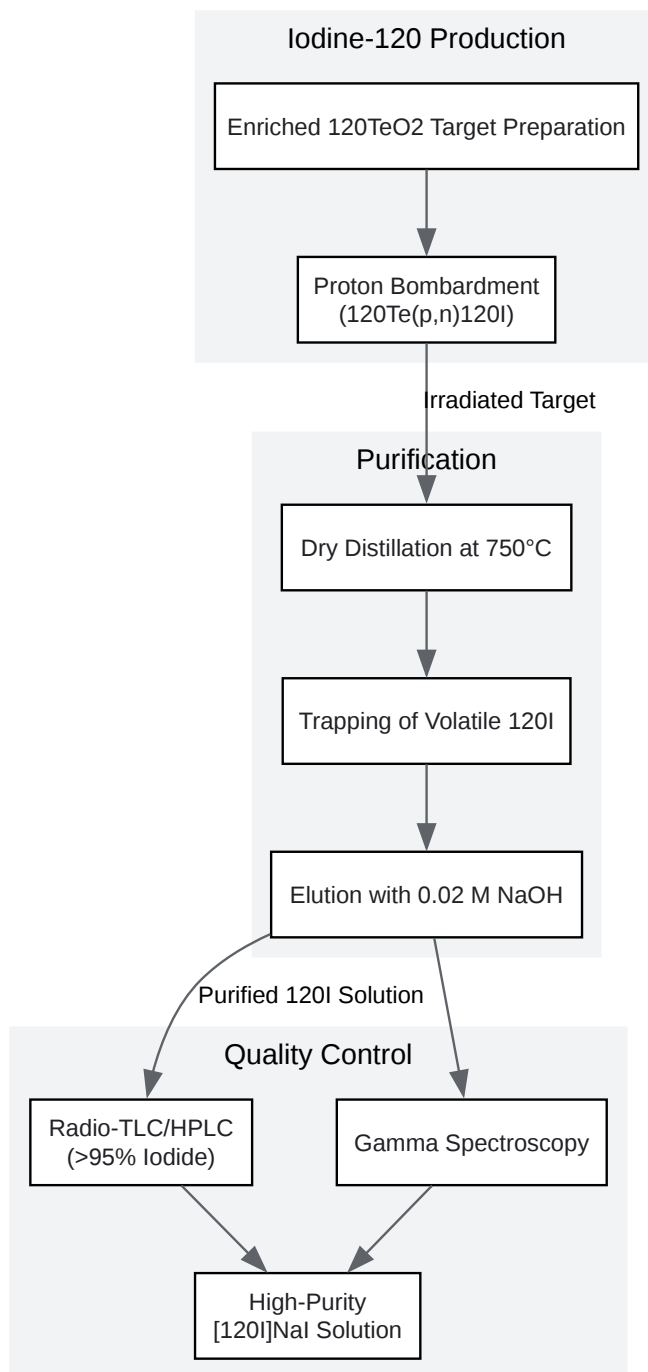 Iodine-120 Production
Enriched 120TeO2 Target Preparation
Proton Bombardment
(120Te(p,n)120I)
Irradiated Target
Purification
Dry Distillation at 750°C
Trapping of Volatile 120I
Elution with 0.02 M NaOH
Purified 120I Solution
Quality Control
Radio-TLC/HPLC
(>95% Iodide)
Gamma Spectroscopy
High-Purity
[120I]NaI Solution